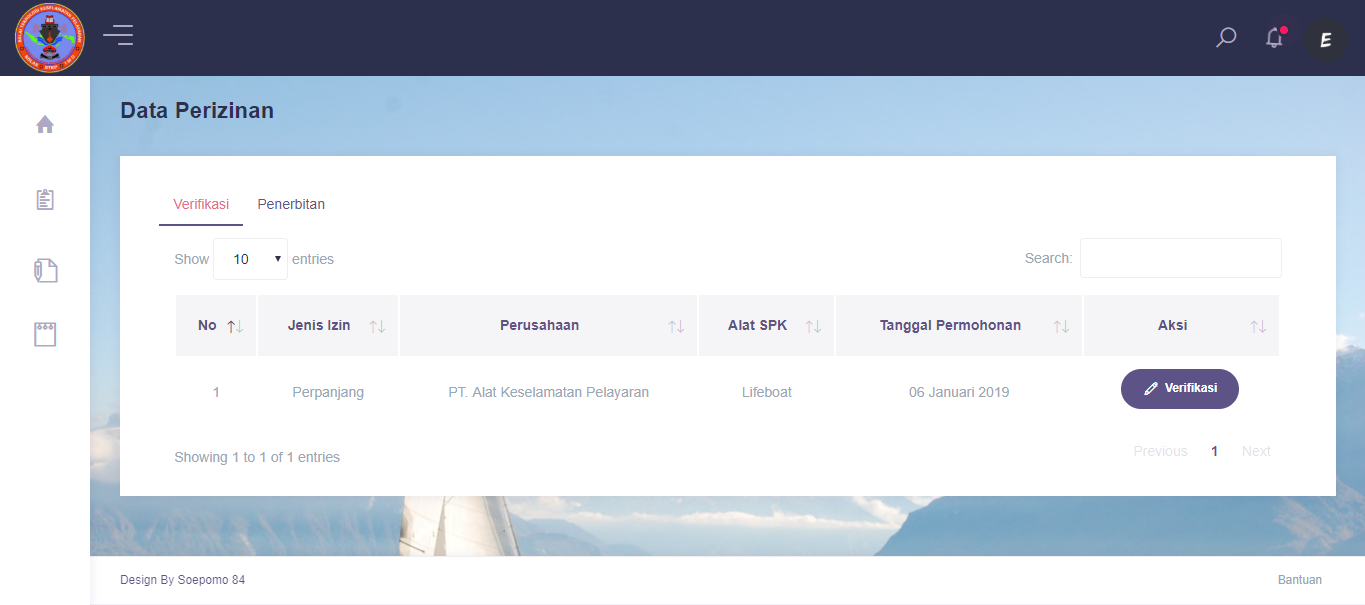 E
Data Perizinan
Verifikasi Penerbitan
Show 10 entries Search:
No Jenis Izin Perusahaan Alat SPK Tanggal Permohonan Aksi
1 Perpanjang PT. Alat Keselamatan Pelayaran Lifeboat 06 Januari 2019 Verifikasi
Showing 1 to 1 of 1 entries Previous 1 Next
Design By Soepomo 84 Bantuan